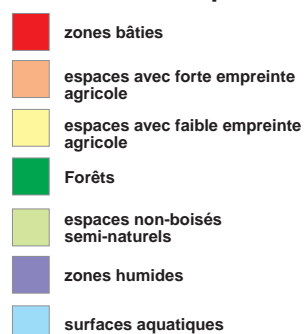 zones bâties
espaces avec forte empreinte
agricole
espaces avec faible empreinte
agricole
Forêts
espaces non-boisés
semi-naturels
zones humides
surfaces aquatiques